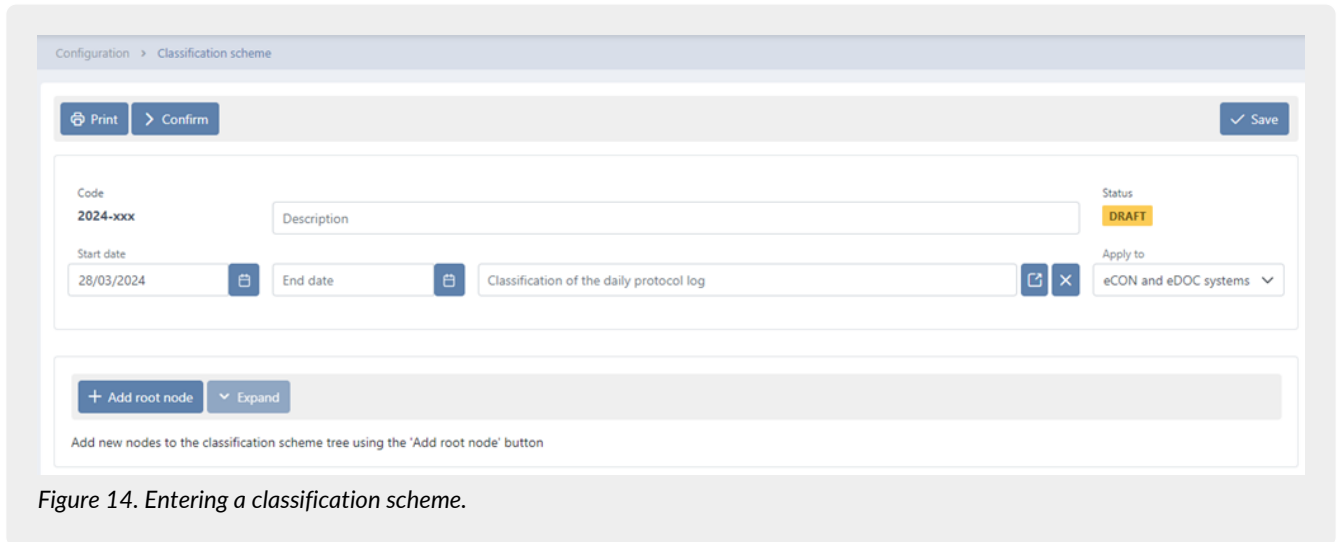 Configuration > Classification scheme
Print > Confirm Save
Code Status
2024-xxx Description DRAFT
Start date Apply to
28/03/2024 End date Classification of the daily protocol log eCON and eDOC systems
+ Add root node Expand
Add new nodes to the classification scheme tree using the 'Add root node' button
Figure 14. Entering a classification scheme.